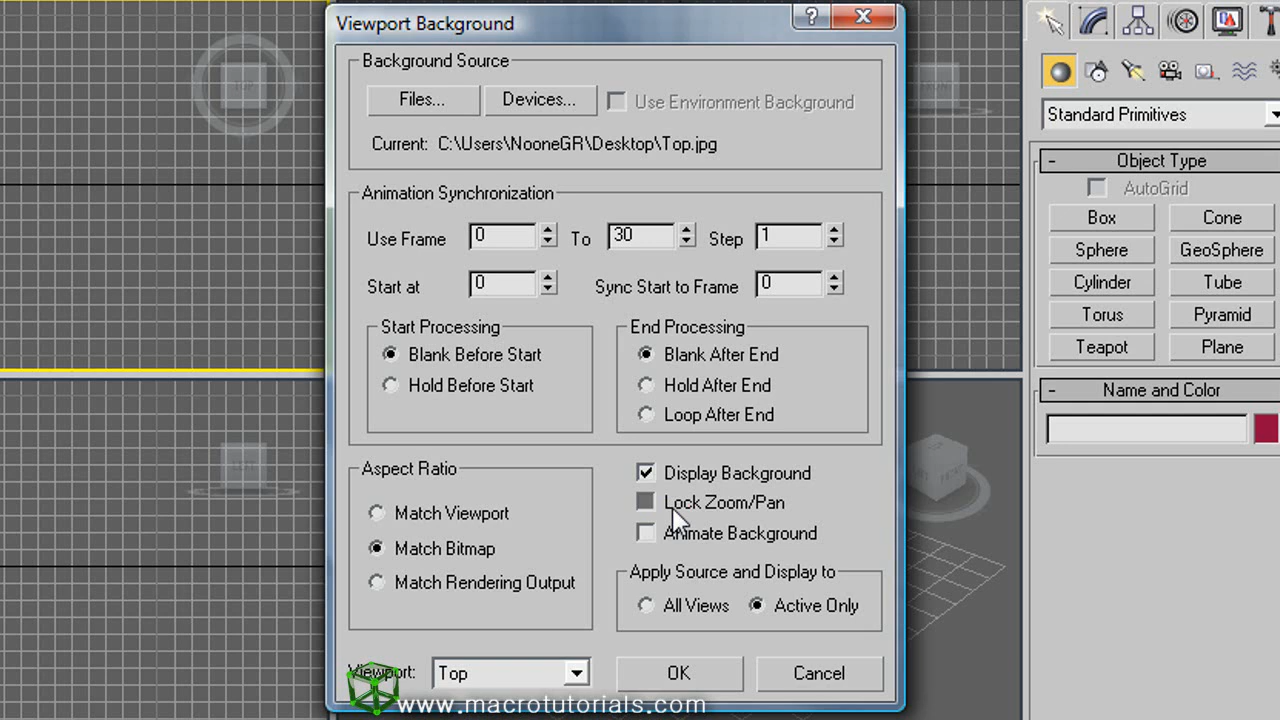 Viewport Background
Background Source
Files... Devices... Use Environment Background
Current: C:\Users\NooneGR\Desktop\Top.jpg
Animation Synchronization
Use Frame 0 To 30 Step 1
Start at 0 Sync Start to Frame 0
Start Processing
Blank Before Start
Hold Before Start
End Processing
Blank After End
Hold After End
Loop After End
Aspect Ratio
Match Viewport
Match Bitmap
Match Rendering Output
Display Background
Lock Zoom/Pan
Animate Background
Apply Source and Display to
All Views Active Only
Viewport: Top OK Cancel
www.macrotutorials.com
TOP
FRONT
LEFT
Standard Primitives
- Object Type
AutoGrid
Box Cone
Sphere GeoSphere
Cylinder Tube
Torus Pyramid
Teapot Plane
- Name and Color